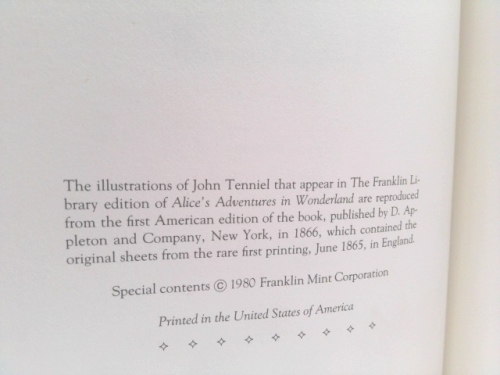 The illustrations of John Tenniel that appear in The Franklin Li-
brary edition of Alice's Adventures in Wonderland are reproduced
from the first American edition of the book, published by D. Ap-
pleton and Company, New York, in 1866, which contained the
original sheets from the rare first printing, June 1865, in England.
Special contents © 1980 Franklin Mint Corporation
Printed in the United States of America